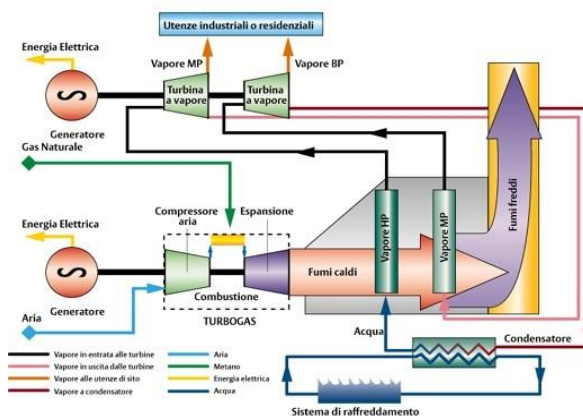 Utenze industriali o residenziali
Energia Elettrica
Vapore MP
Vapore BP
Turbina
a vapore
Turbina
a vapore
Generatore
Gas Naturale
Energia Elettrica
Compressore
aria
Espansione
Combustione
TURBOGAS
Generatore
Aria
Fumi caldi
Vapore HP
Vapore MP
Fumi freddi
Acqua
Condensatore
Sistema di raffreddamento
Vapore in entrata alle turbine
Vapore in uscita dalle turbine
Vapore alle utenze di sito
Vapore a condensatore
Aria
Metano
Energia elettrica
Acqua